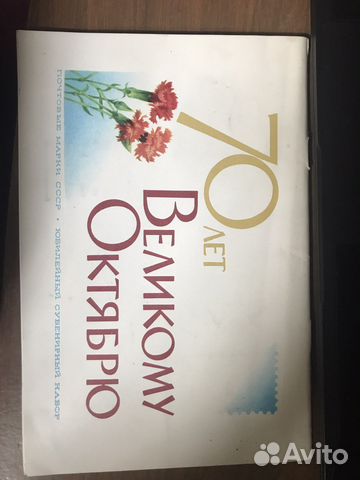 70 ЛЕТ
ВЕЛИКОМУ
ОКТЯБРЮ
ПОЧТОВЫЕ МАРКИ СССР · ЮБИЛЕЙНЫЙ СУВЕНИРНЫЙ НАБОР
Avito